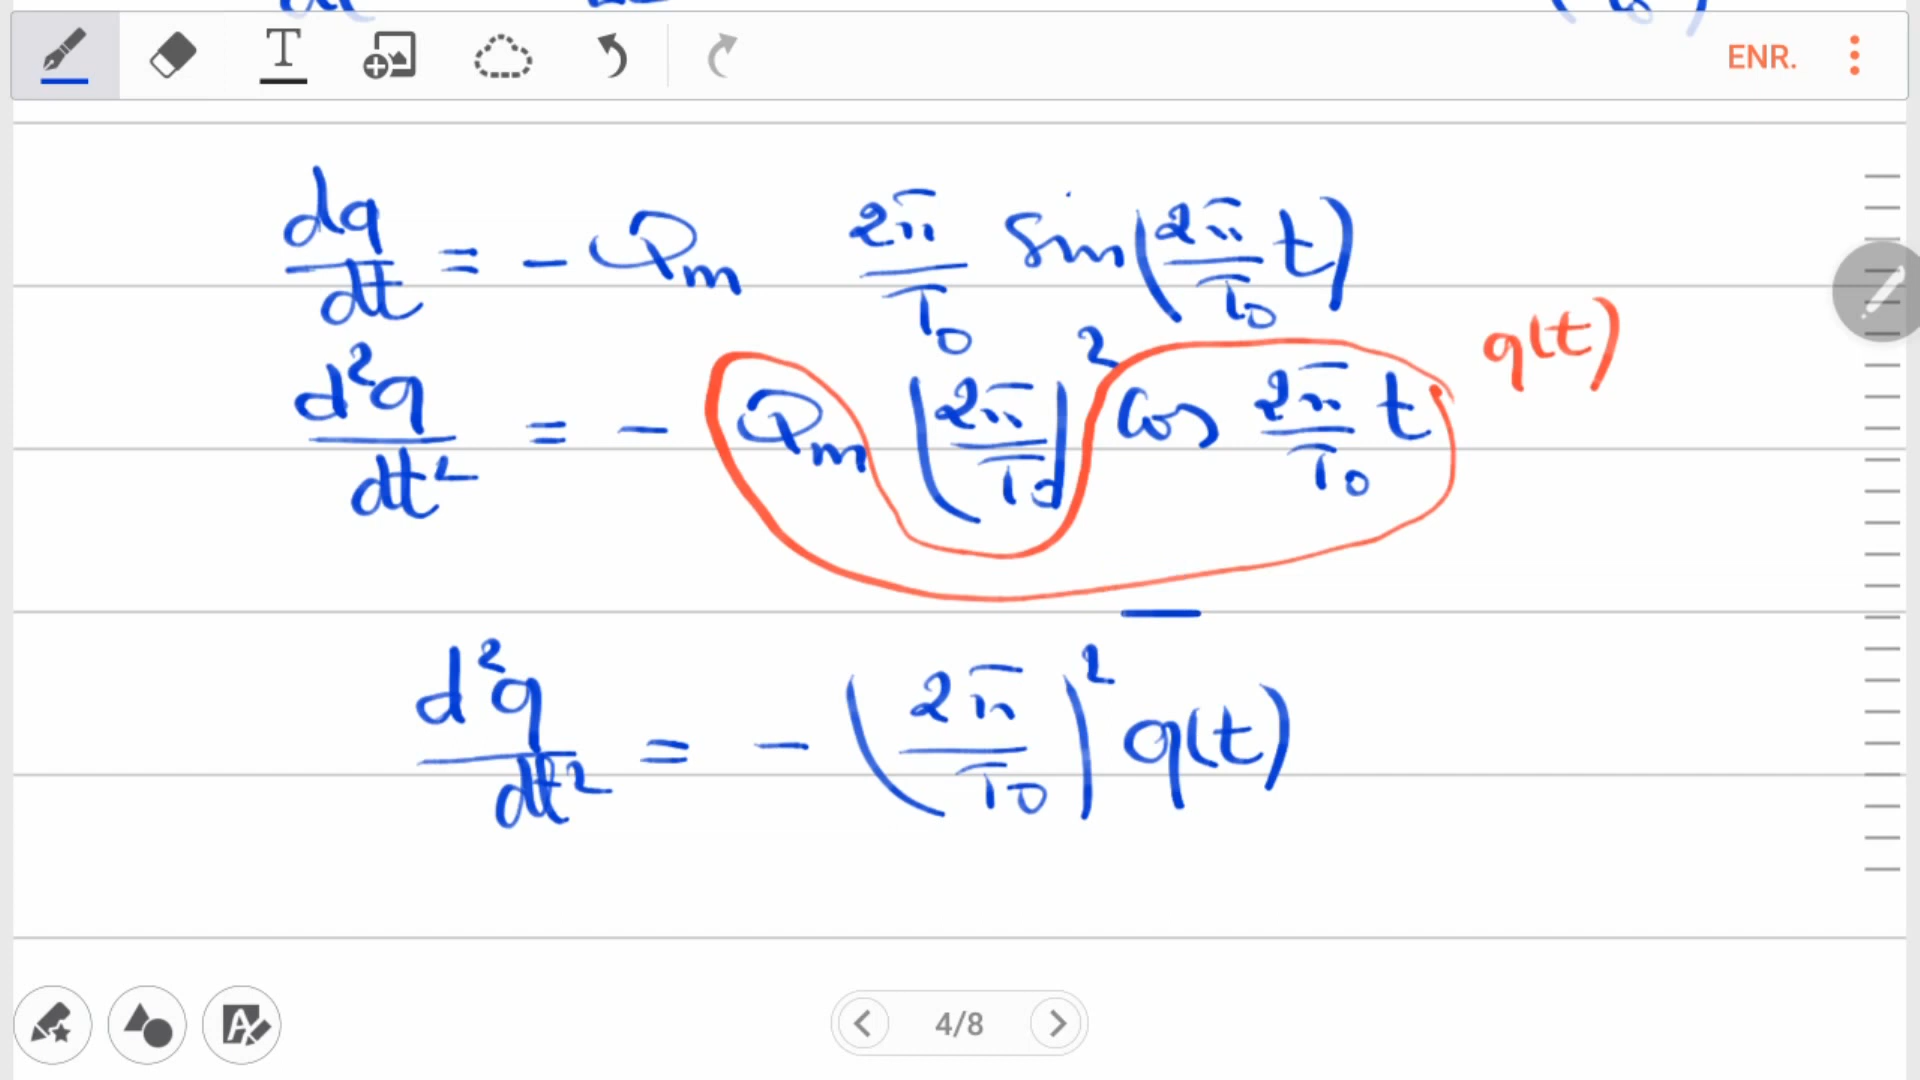 T ENR.
dq/dt = - Qm 2π/T0 sin(2π/T0 t)
q(t)
d²q/dt² = - Qm (2π/T0)² cos 2π/T0 t
d²q/dt² = - (2π/T0)² q(t)
A
4/8